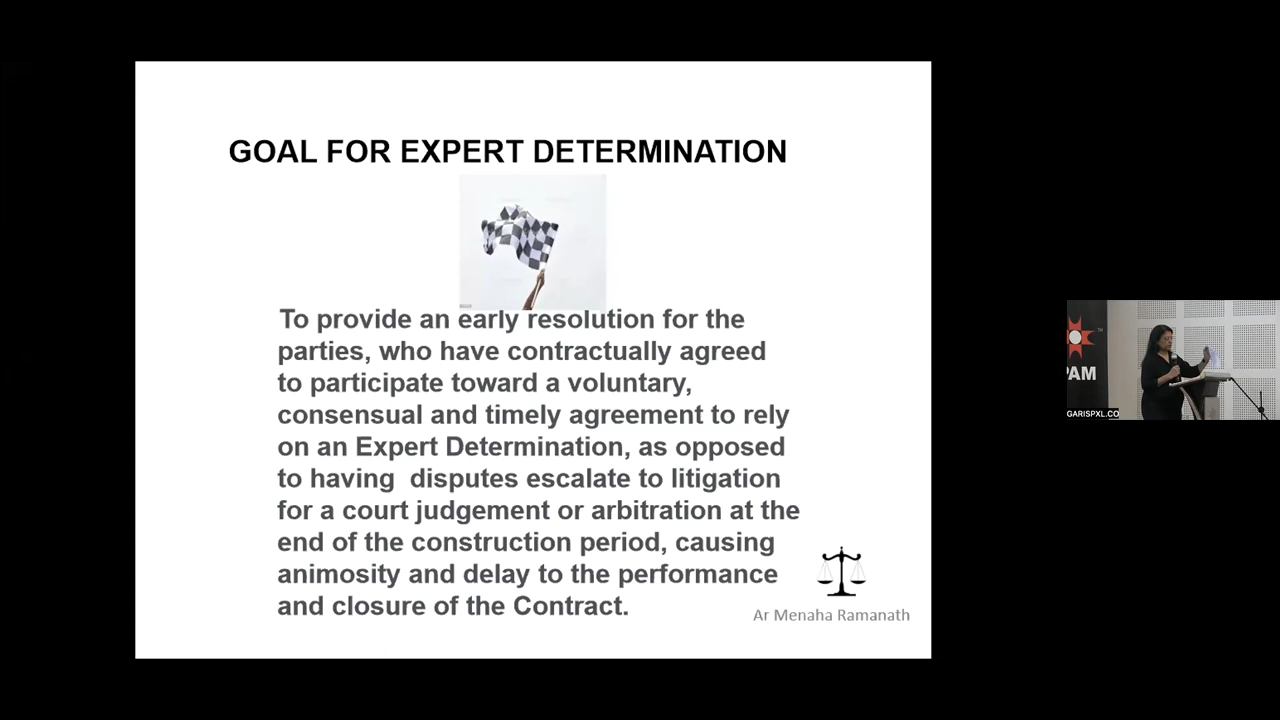 GOAL FOR EXPERT DETERMINATION
To provide an early resolution for the
parties, who have contractually agreed
to participate toward a voluntary,
consensual and timely agreement to rely
on an Expert Determination, as opposed
to having  disputes escalate to litigation
for a court judgement or arbitration at the
end of the construction period, causing
animosity and delay to the performance
and closure of the Contract.
Ar Menaha Ramanath
PAM
GARISPXL.CO